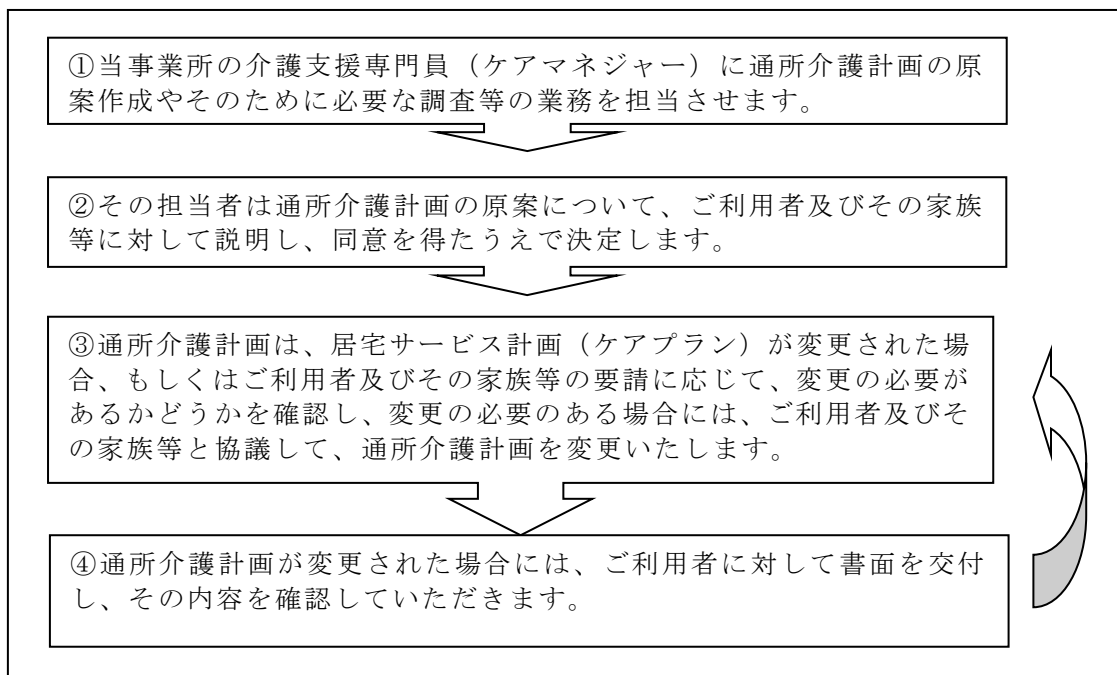 ①当事業所の介護支援専門員（ケアマネジャー）に通所介護計画の原
案作成やそのために必要な調査等の業務を担当させます。
②その担当者は通所介護計画の原案について、ご利用者及びその家族
等に対して説明し、同意を得たうえで決定します。
③通所介護計画は、居宅サービス計画（ケアプラン）が変更された場
合、もしくはご利用者及びその家族等の要請に応じて、変更の必要が
あるかどうかを確認し、変更の必要のある場合には、ご利用者及びそ
の家族等と協議して、通所介護計画を変更いたします。
④通所介護計画が変更された場合には、ご利用者に対して書面を交付
し、その内容を確認していただきます。